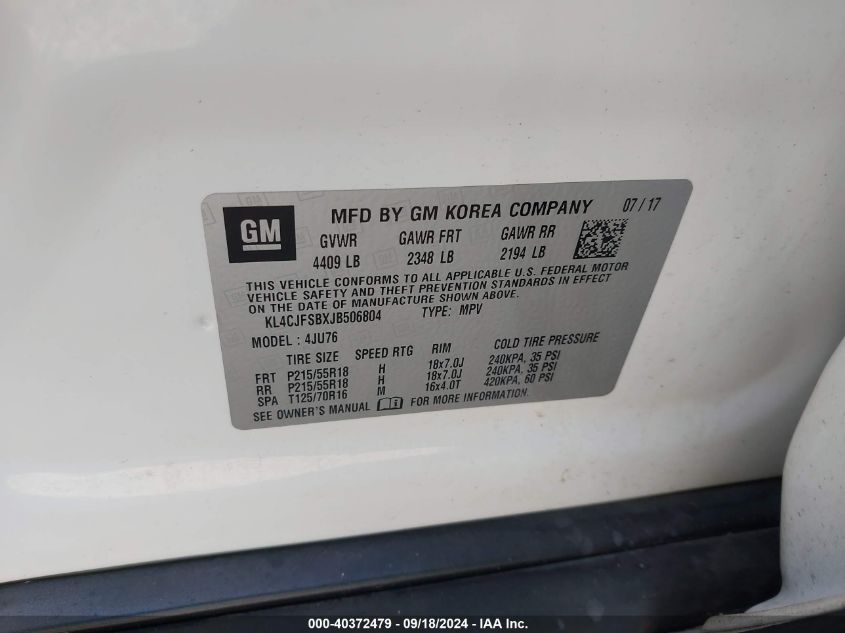 GM
MFD BY GM KOREA COMPANY 07/17
GVWR GAWR FRT GAWR RR
4409 LB 2348 LB 2194 LB
THIS VEHICLE CONFORMS TO ALL APPLICABLE U.S. FEDERAL MOTOR
VEHICLE SAFETY AND THEFT PREVENTION STANDARDS IN EFFECT
ON THE DATE OF MANUFACTURE SHOWN ABOVE.
KL4CJFSBXJB506804 TYPE: MPV
MODEL : 4JU76
TIRE SIZE SPEED RTG RIM COLD TIRE PRESSURE
FRT P215/55R18 H 18x7.0J 240KPA, 35 PSI
RR P215/55R18 H 18x7.0J 240KPA, 35 PSI
SPA T125/70R16 M 16x4.0T 420KPA, 60 PSI
SEE OWNER'S MANUAL FOR MORE INFORMATION.
000-40372479 - 09/18/2024 - IAA Inc.